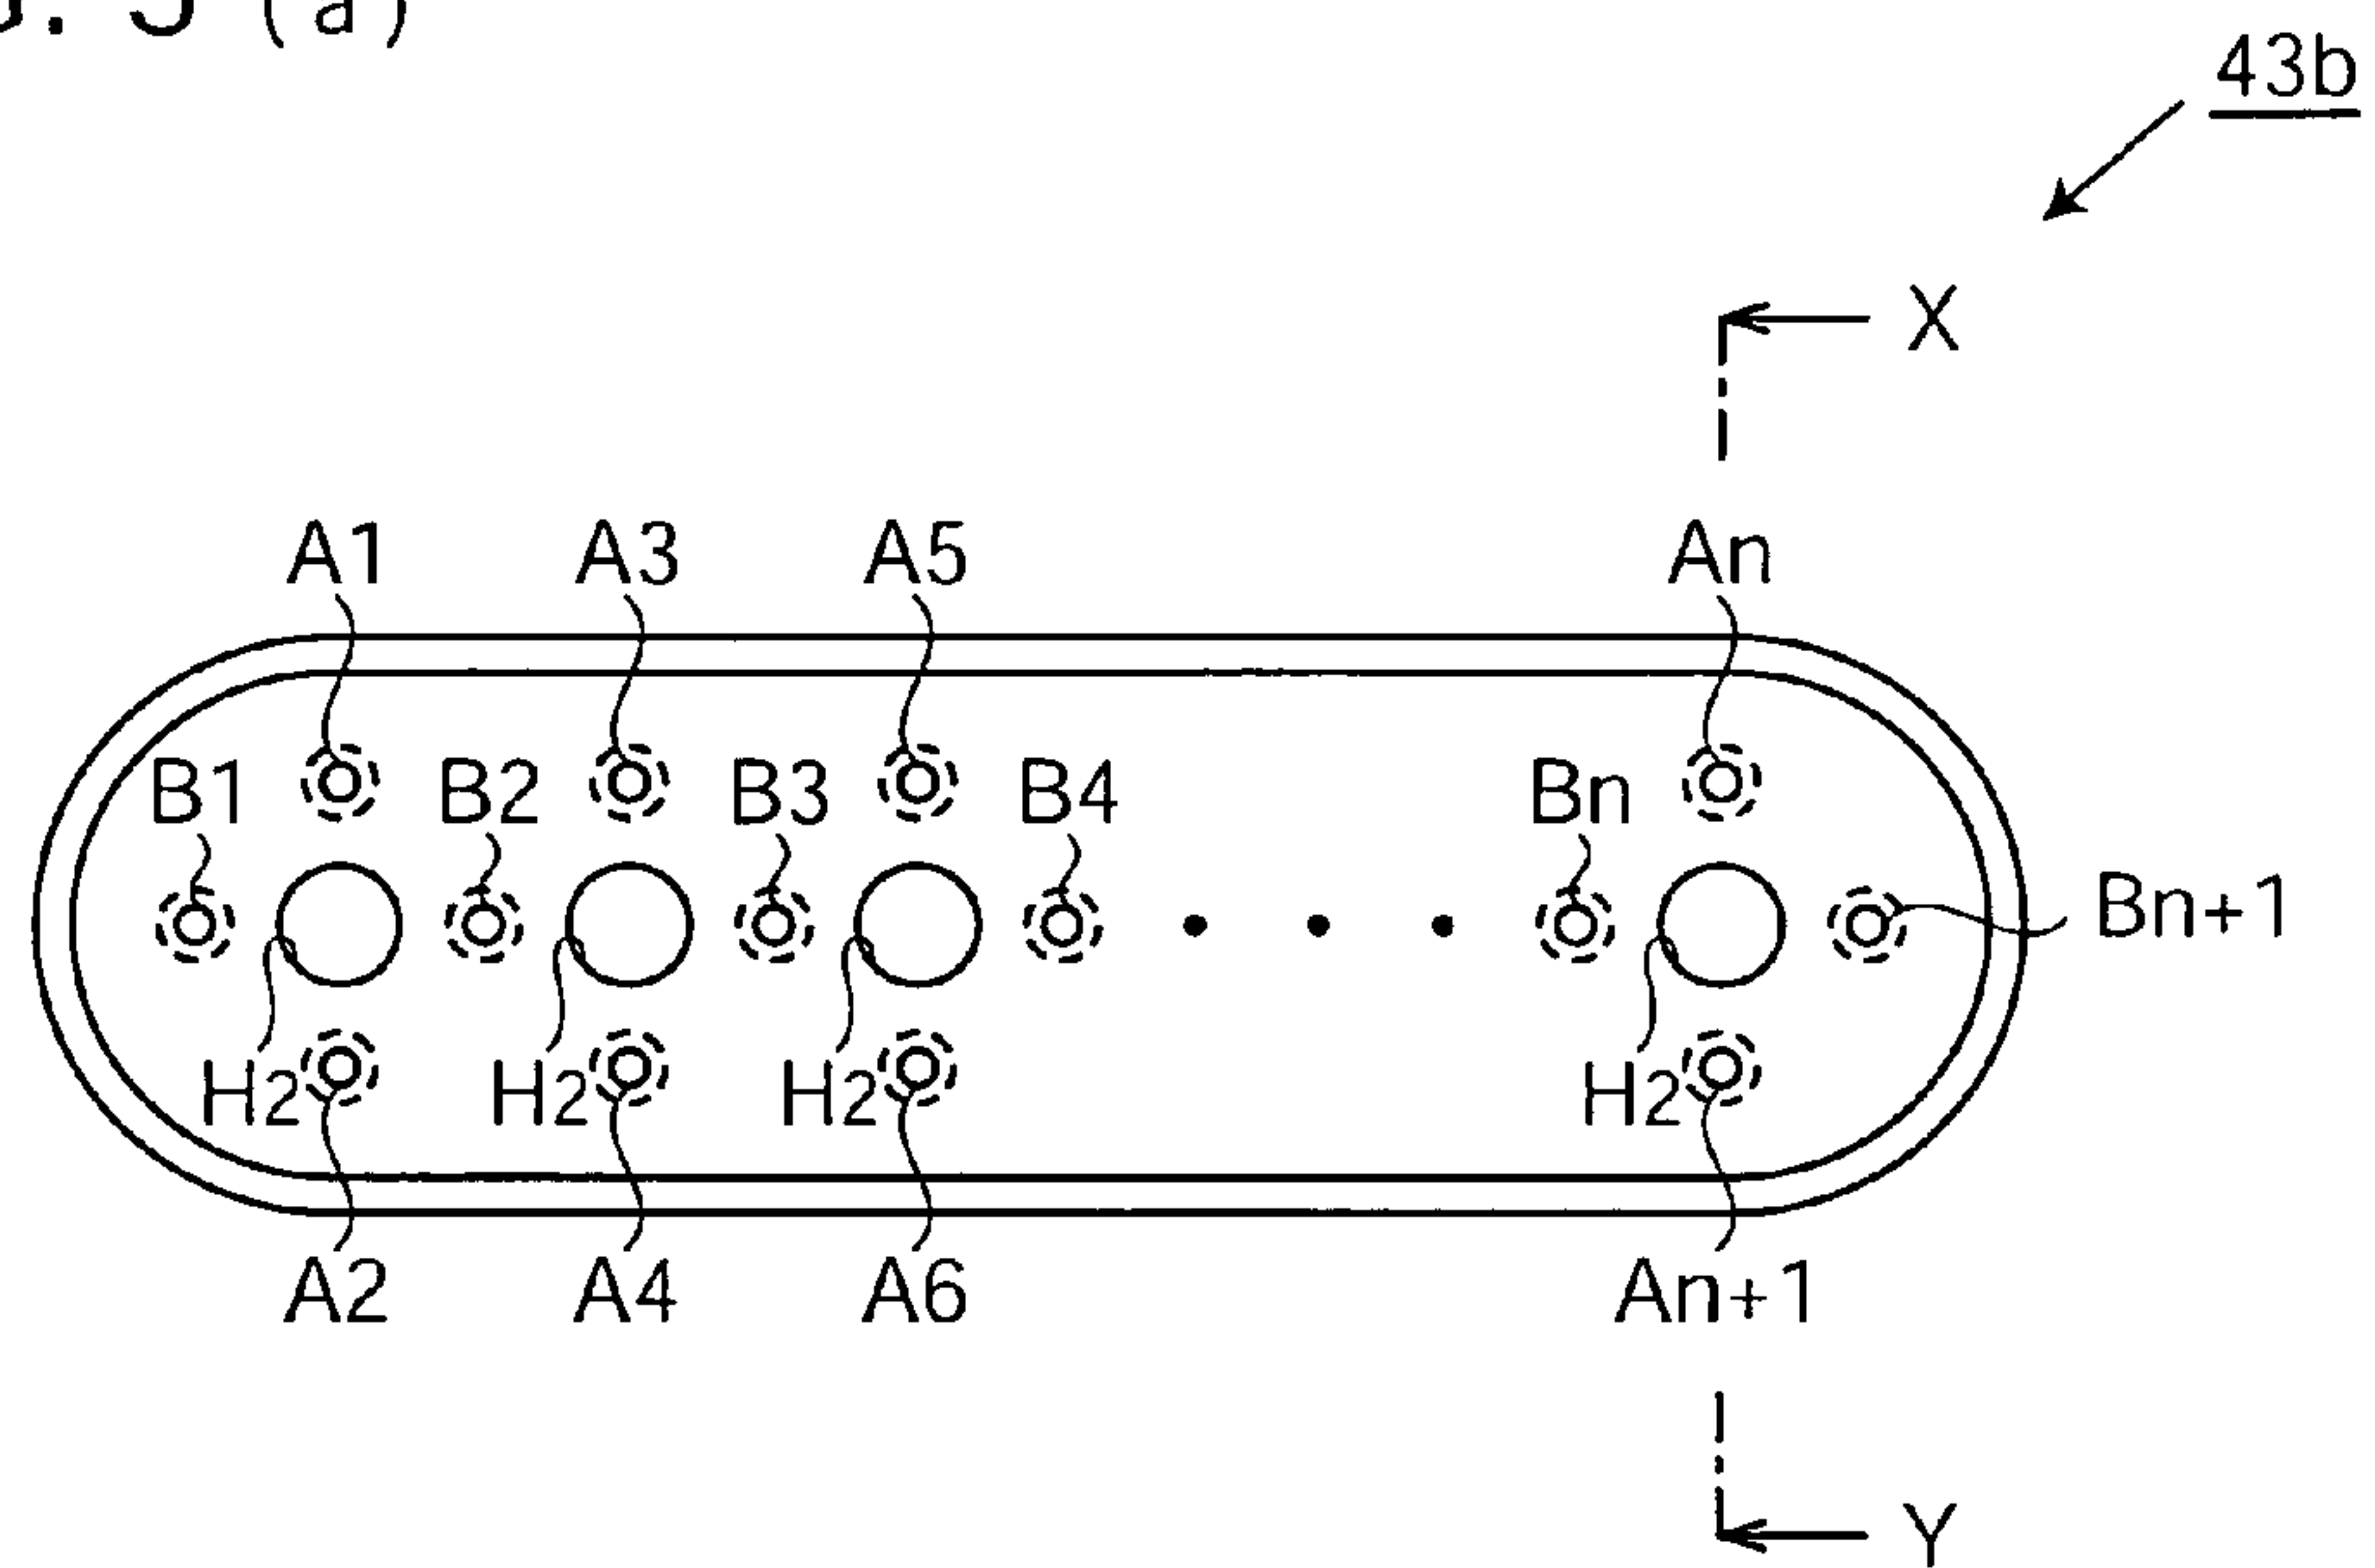 . 5 (a)
43b
X
A1 A3 A5 An
B1 B2 B3 B4 Bn
Bn+1
H2 H2 H2 H2
A2 A4 A6 An+1
Y